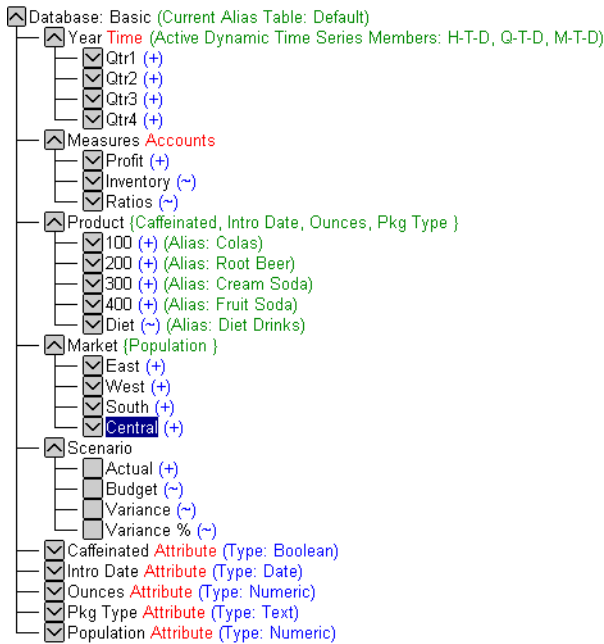 Database: Basic (Current Alias Table: Default)
Year Time (Active Dynamic Time Series Members: H-T-D, Q-T-D, M-T-D)
Qtr1 (+)
Qtr2 (+)
Qtr3 (+)
Qtr4 (+)
Measures Accounts
Profit (+)
Inventory (~)
Ratios (~)
Product {Caffeinated, Intro Date, Ounces, Pkg Type }
100 (+) (Alias: Colas)
200 (+) (Alias: Root Beer)
300 (+) (Alias: Cream Soda)
400 (+) (Alias: Fruit Soda)
Diet (~) (Alias: Diet Drinks)
Market {Population }
East (+)
West (+)
South (+)
Central (+)
Scenario
Actual (+)
Budget (~)
Variance (~)
Variance % (~)
Caffeinated Attribute (Type: Boolean)
Intro Date Attribute (Type: Date)
Ounces Attribute (Type: Numeric)
Pkg Type Attribute (Type: Text)
Population Attribute (Type: Numeric)